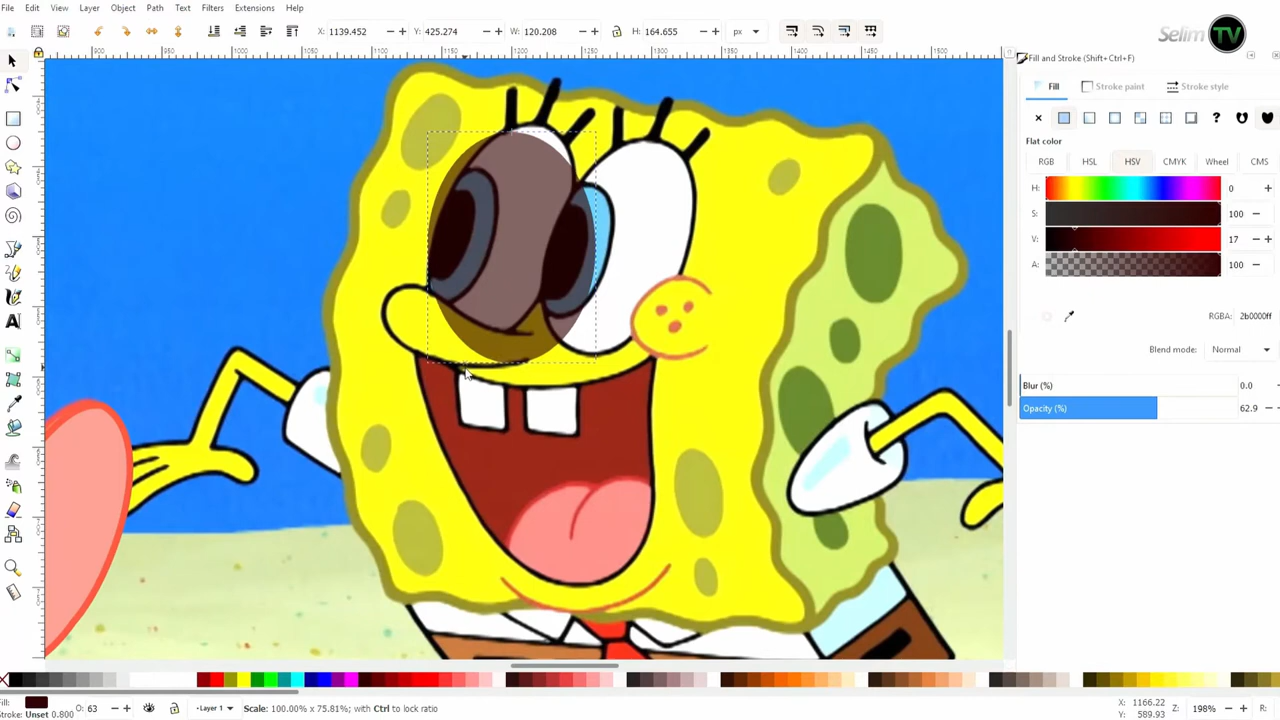 File Edit View Layer Object Path Text Filters Extensions Help
X: 1139.452 Y: 425.274 W: 120.208 H: 164.655 px
Selim TV
Fill and Stroke (Shift+Ctrl+F)
Fill Stroke paint Stroke style
?
Flat color
RGB HSL HSV CMYK Wheel CMS
H: 0
S: 100
V: 17
A: 100
RGBA: 2b0000ff
Blend mode: Normal
Blur (%) 0.0
Opacity (%) 62.9
Fill:
Stroke: Unset 0.800
O: 63
Layer 1
Scale: 100.00% x 75.81%; with Ctrl to lock ratio
X: 1166.22
Y: 589.93
Z: 198%
R: